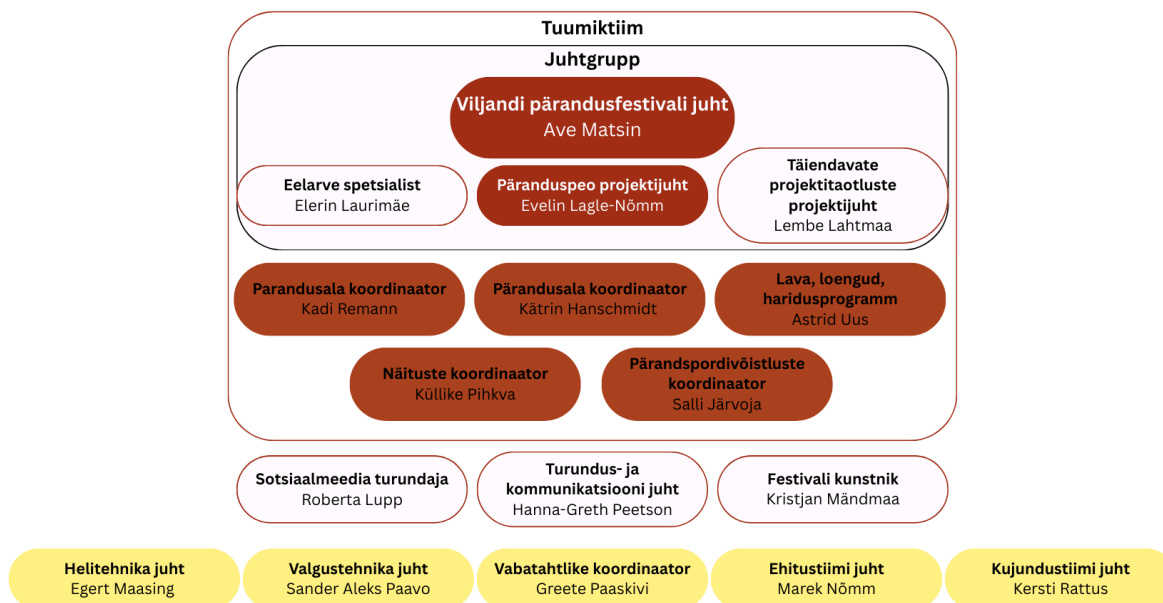 Tuumiktiim
Juhtgrupp
Viljandi pärandusfestivali juht
Ave Matsin
Eelarve spetsialist
Elerin Laurimäe
Päranduspeo projektijuht
Evelin Lagle-Nõmm
Täiendavate
projektitaotluste
projektijuht
Lembe Lahtmaa
Parandusala koordinaator
Kadi Remann
Pärandusala koordinaator
Kätrin Hanschmidt
Lava, loengud,
haridusprogramm
Astrid Uus
Näituste koordinaator
Küllike Pihkva
Pärandspordivõistluste
koordinaator
Salli Järvoja
Sotsiaalmeedia turundaja
Roberta Lupp
Turundus- ja
kommunikatsiooni juht
Hanna-Greth Peetson
Festivali kunstnik
Kristjan Mändmaa
Helitehnika juht
Egert Maasing
Valgustehnika juht
Sander Aleks Paavo
Vabatahtlike koordinaator
Greete Paaskivi
Ehitustiimi juht
Marek Nõmm
Kujundustiimi juht
Kersti Rattus